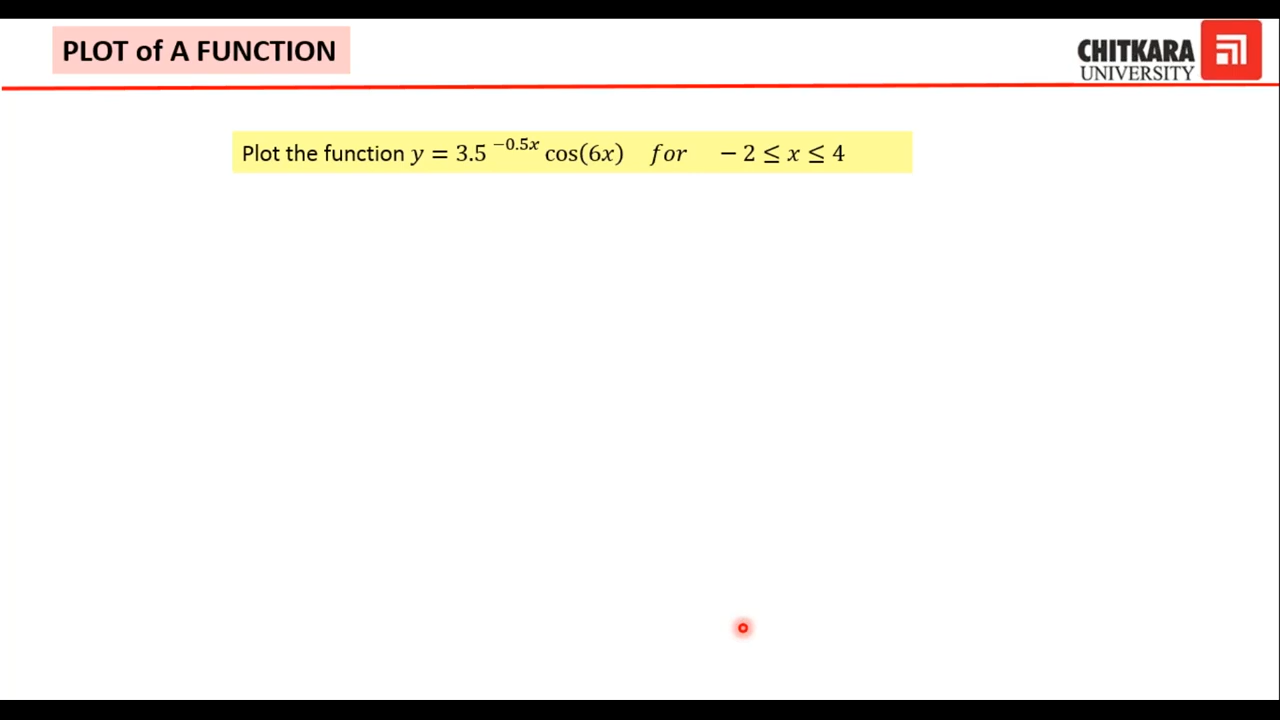 PLOT of A FUNCTION
CHITKARA
UNIVERSITY
Plot the function y = 3.5 ^{−0.5x} cos(6x) for − 2 ≤ x ≤ 4